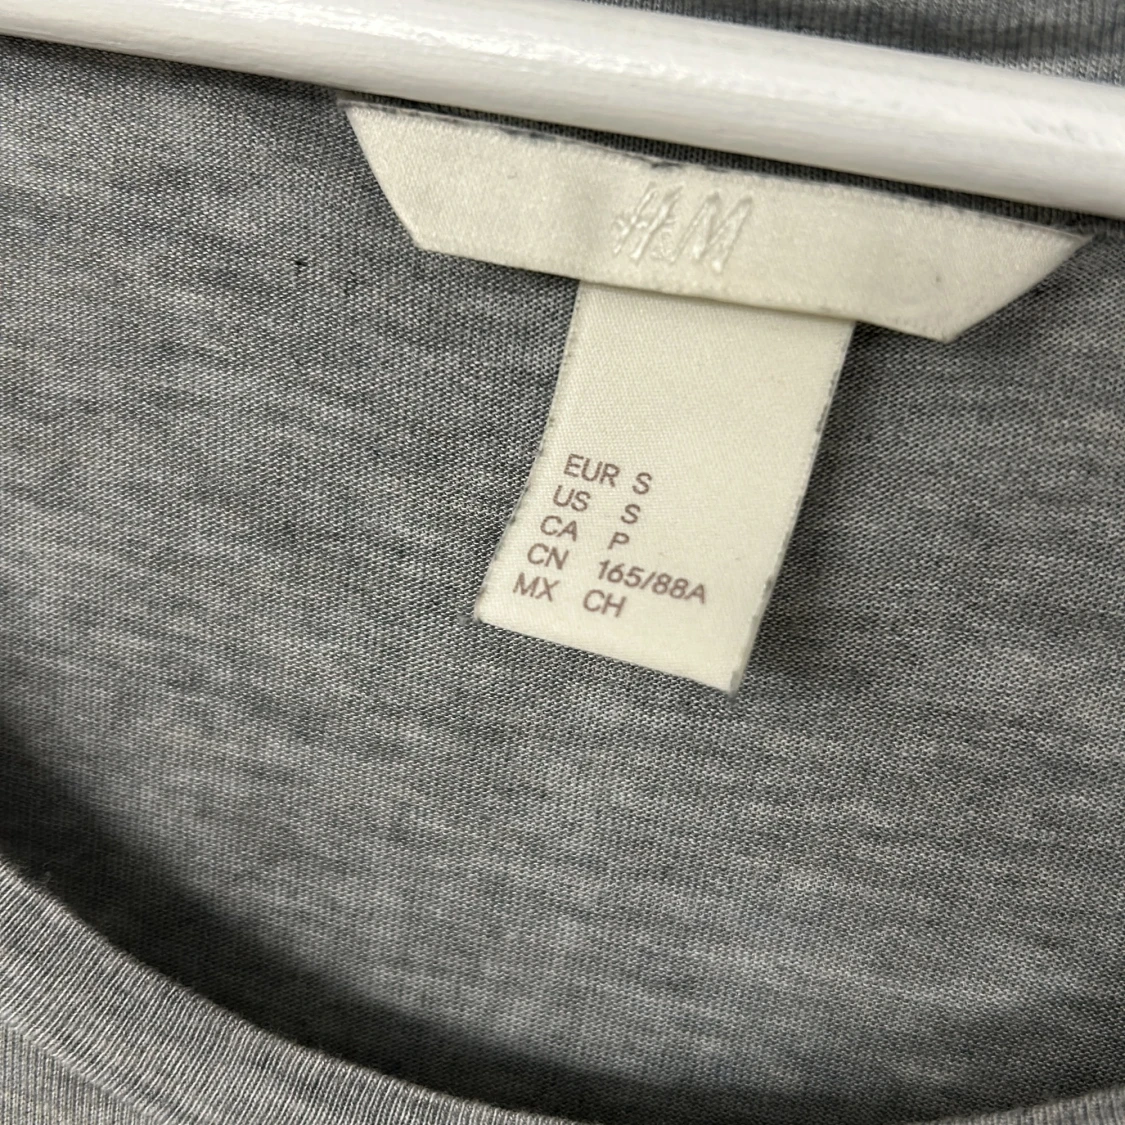 H&M
EUR S
US S
CA P
CN 165/88A
MX CH